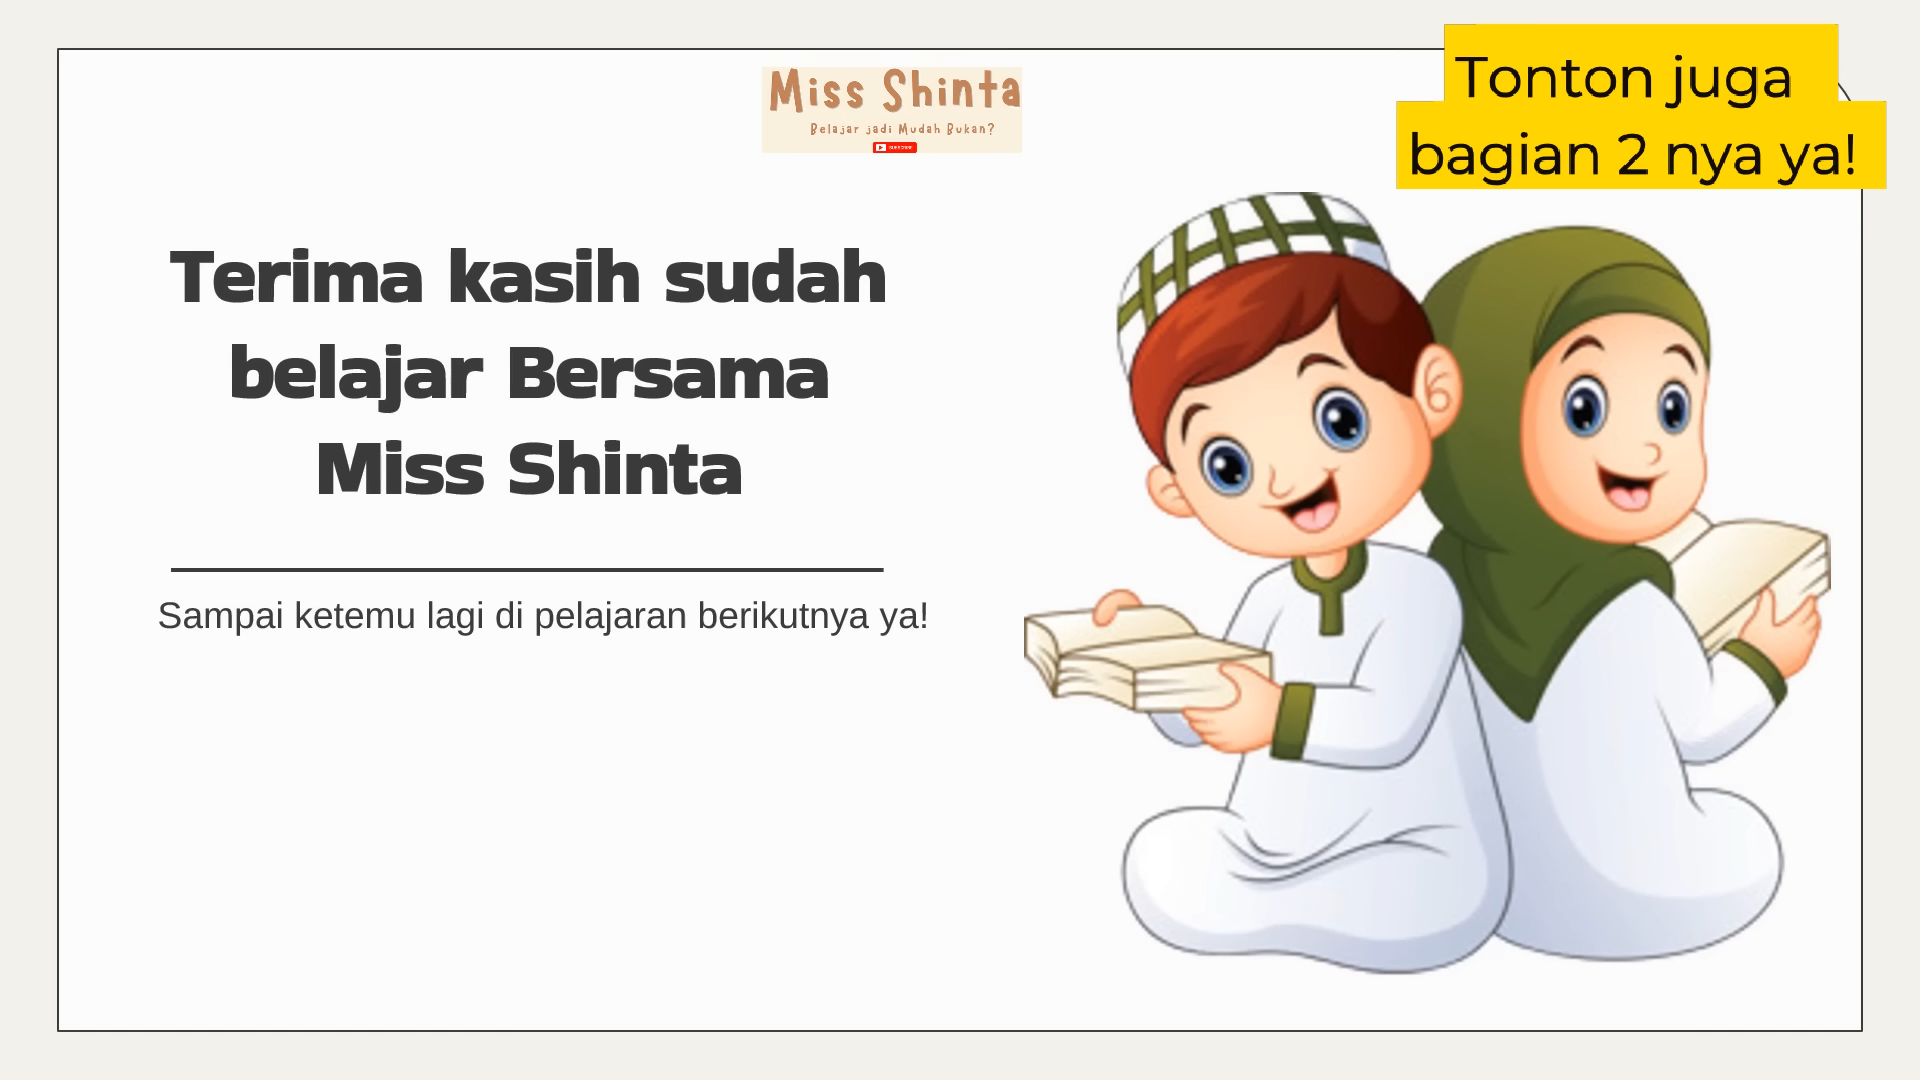 Miss Shinta
Belajar jadi Mudah Bukan?
SUBSCRIBE
Tonton juga
bagian 2 nya ya!
Terima kasih sudah
belajar Bersama
Miss Shinta
Sampai ketemu lagi di pelajaran berikutnya ya!